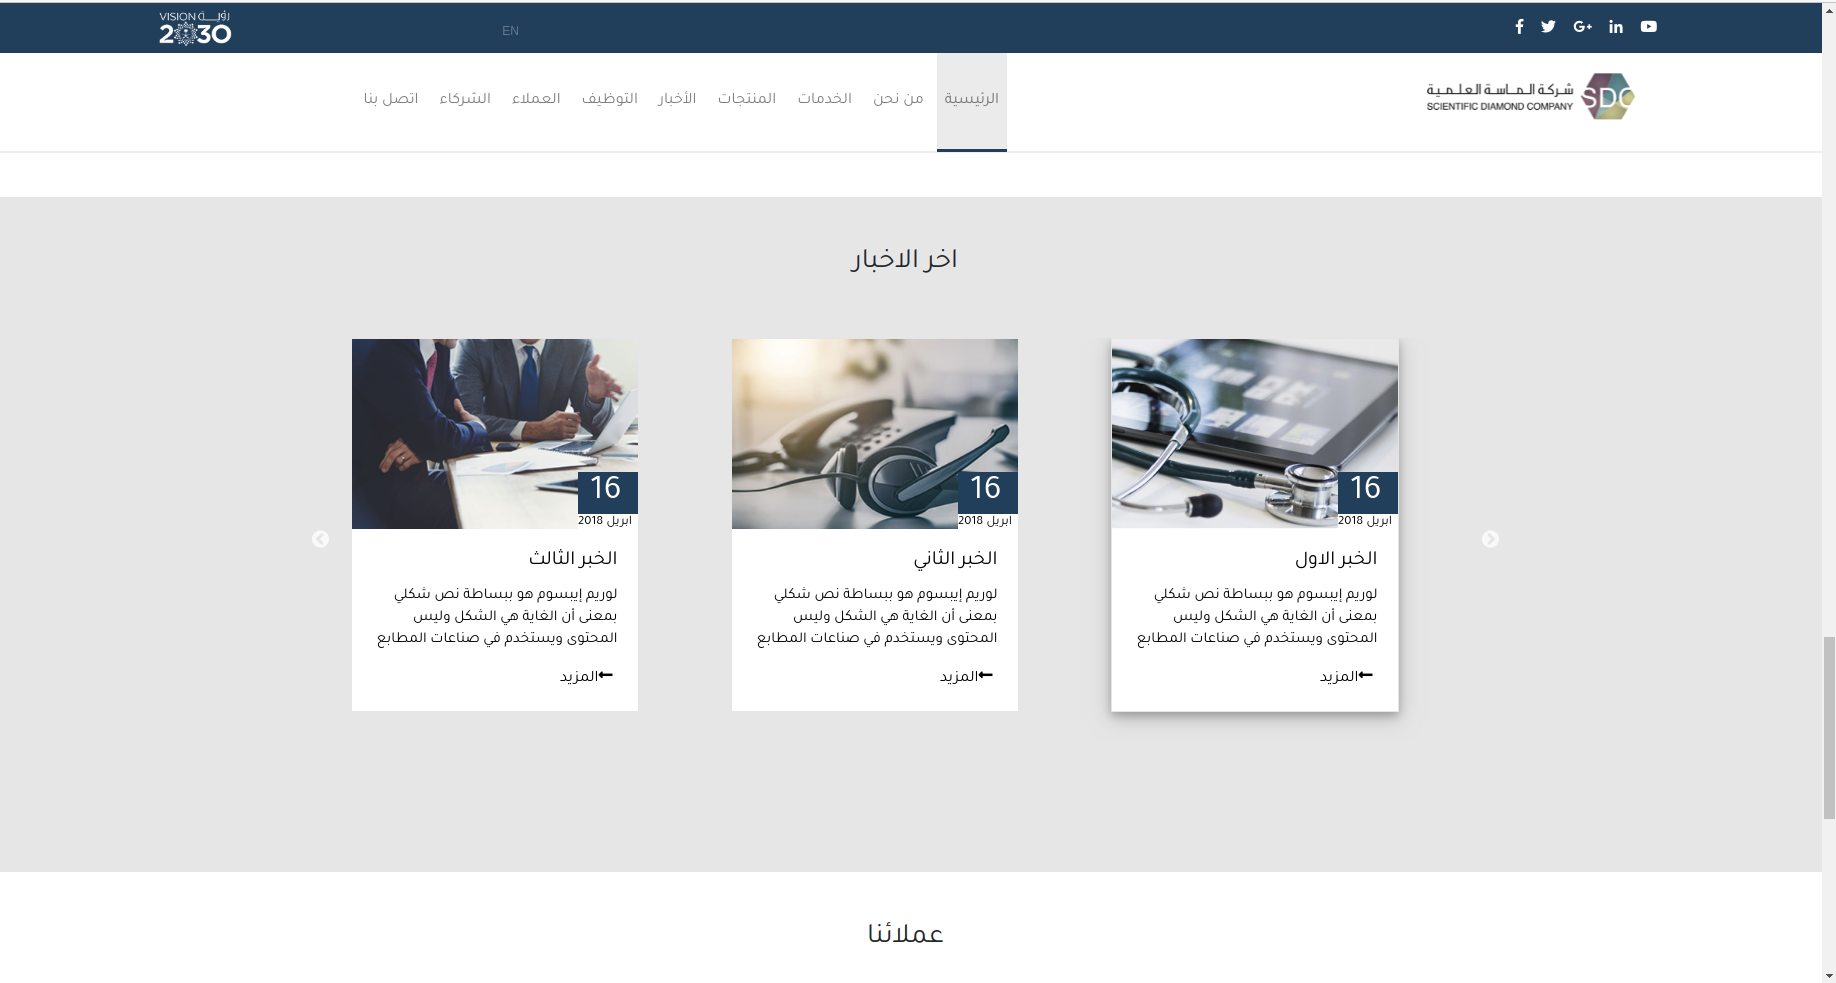 VISION رؤيـــة
2030
EN
شركة الماسة العلمية
SCIENTIFIC DIAMOND COMPANY
SDC
الرئيسية
من نحن
الخدمات
المنتجات
الأخبار
التوظيف
العملاء
الشركاء
اتصل بنا
اخر الاخبار
16
ابريل 2018
الخبر الاول
لوريم إيبسوم هو ببساطة نص شكلي
بمعنى أن الغاية هي الشكل وليس
المحتوى ويستخدم في صناعات المطابع
المزيد
16
ابريل 2018
الخبر الثاني
لوريم إيبسوم هو ببساطة نص شكلي
بمعنى أن الغاية هي الشكل وليس
المحتوى ويستخدم في صناعات المطابع
المزيد
16
ابريل 2018
الخبر الثالث
لوريم إيبسوم هو ببساطة نص شكلي
بمعنى أن الغاية هي الشكل وليس
المحتوى ويستخدم في صناعات المطابع
المزيد
عملائنا